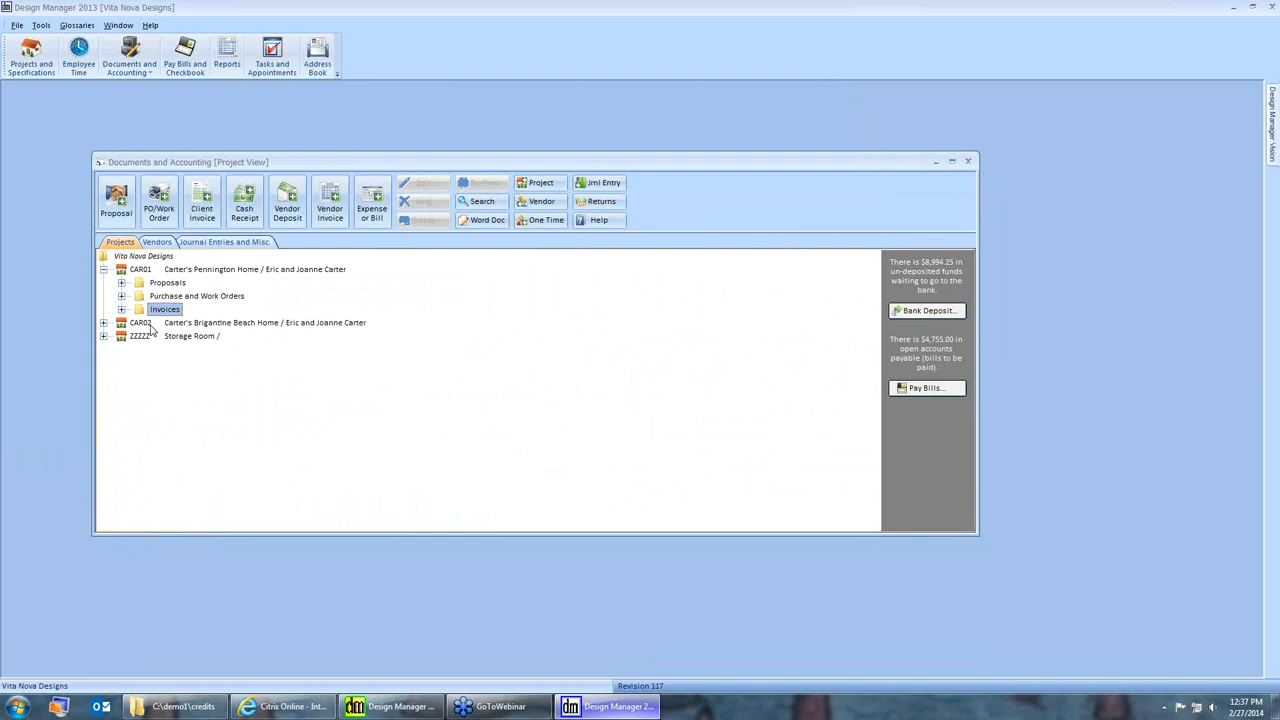 Design Manager 2013 [Vita Nova Designs]
File Tools Glossaries Window Help
Projects and Specifications
Employee Time
Documents and Accounting
Pay Bills and Checkbook
Reports
Tasks and Appointments
Address Book
Design Manager Vision
Documents and Accounting [Project View]
Proposal
PO/Work Order
Client Invoice
Cash Receipt
Vendor Deposit
Vendor Invoice
Expense or Bill
Project Jrnl Entry
Search Vendor Returns
Word Doc One Time Help
Projects Vendors Journal Entries and Misc.
Vita Nova Designs
CAR01 Carter's Pennington Home / Eric and Joanne Carter
Proposals
Purchase and Work Orders
Invoices
CAR02 Carter's Brigantine Beach Home / Eric and Joanne Carter
ZZZZZ Storage Room /
There is $8,994.25 in
un-deposited funds
waiting to go to the
bank.
Bank Deposit...
There is $4,755.00 in
open accounts
payable (bills to be
paid).
Pay Bills...
Vita Nova Designs Revision 117
C:\demo1\credits Citrix Online - Int... Design Manager ... GoToWebinar Design Manager 2...
12:37 PM
2/27/2014